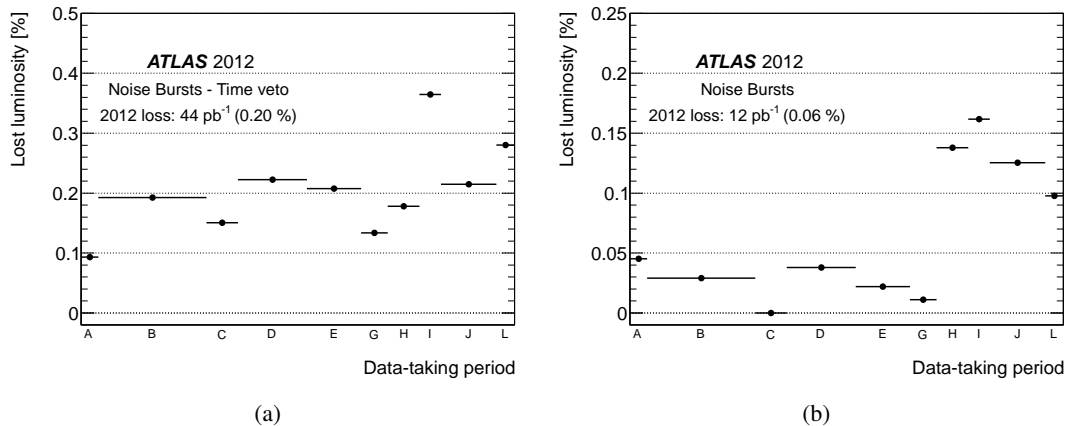 Lost luminosity [%]
0.5
0.4
0.3
0.2
0.1
0
ATLAS 2012
Noise Bursts - Time veto
2012 loss: 44 pb⁻¹ (0.20 %)
A B C D E G H I J L
Data-taking period
(a)
Lost luminosity [%]
0.25
0.2
0.15
0.1
0.05
0
ATLAS 2012
Noise Bursts
2012 loss: 12 pb⁻¹ (0.06 %)
A B C D E G H I J L
Data-taking period
(b)